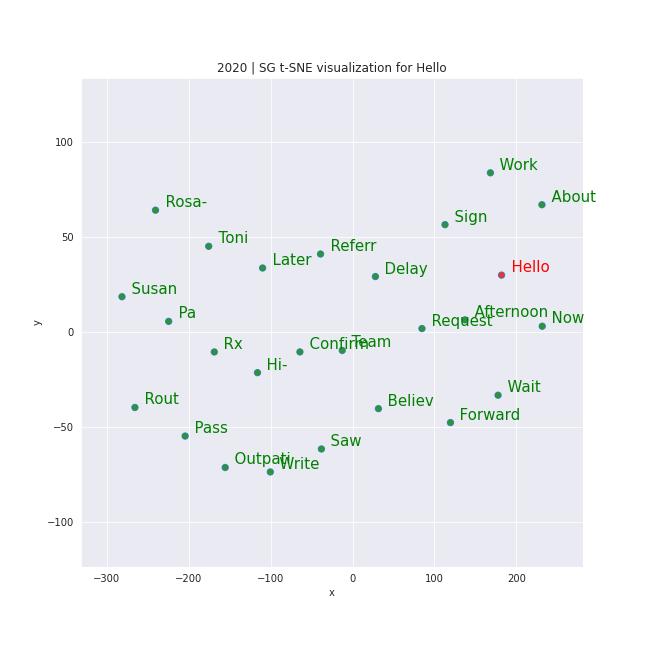 2020 | SG t-SNE visualization for Hello
100
50
0
−50
−100
y
Work
About
Rosa-
Sign
Toni
Referr
Later
Delay
Hello
Susan
Pa
Afternoon
Request
Now
Rx
Confirm
Team
Hi-
Wait
Rout
Believ
Forward
Pass
Saw
Outpati
Write
−300
−200
−100
0
100
200
x